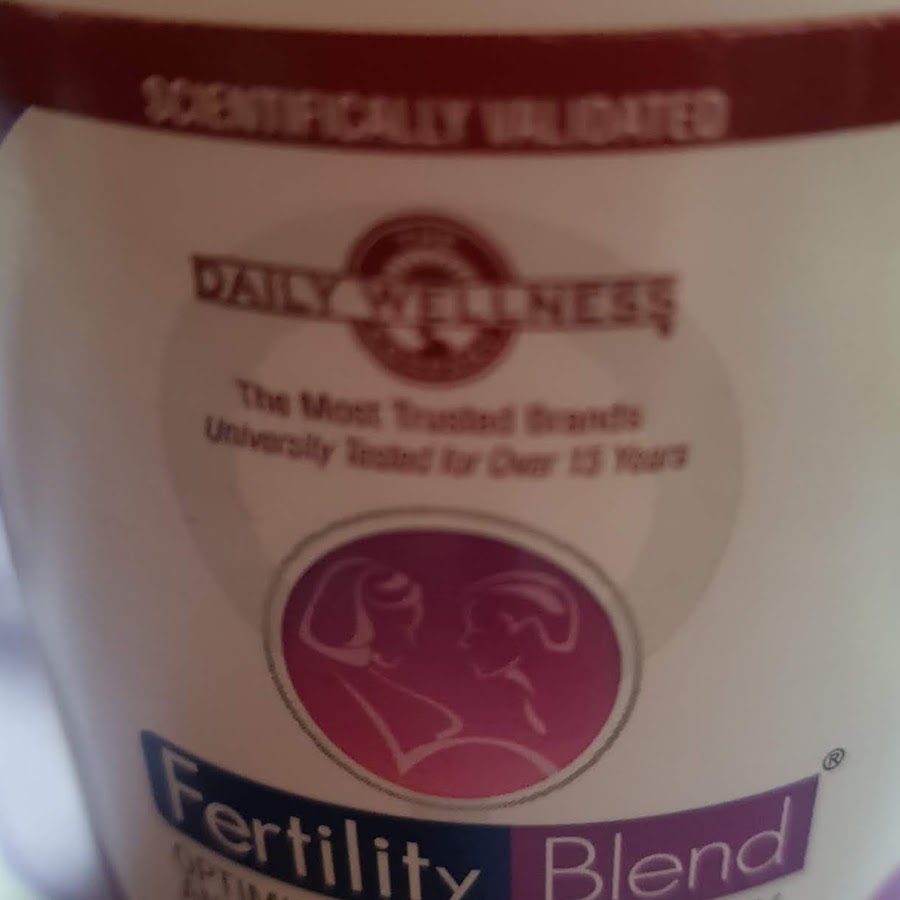 SCIENTIFICALLY VALIDATED
DAILY WELLNESS
The Most Trusted Brands
University Tested for Over 15 Years
Fertility Blend®